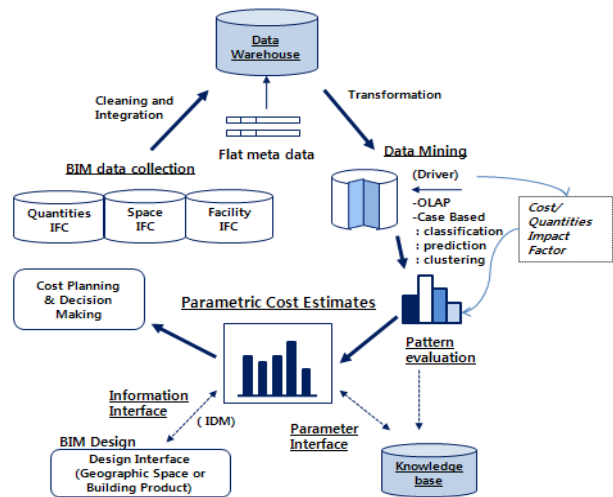 Data
Warehouse
Cleaning and
Integration
Transformation
Flat meta data
BIM data collection
Quantities
IFC
Space
IFC
Facility
IFC
Data Mining
(Driver)
-OLAP
-Case Based
: classification
: prediction
: clustering
Cost/
Quantities
Impact
Factor
Cost Planning
& Decision
Making
Parametric Cost Estimates
Pattern
evaluation
Information
Interface
( IDM)
Parameter
Interface
BIM Design
Design Interface
(Geographic Space or
Building Product)
Knowledge
base